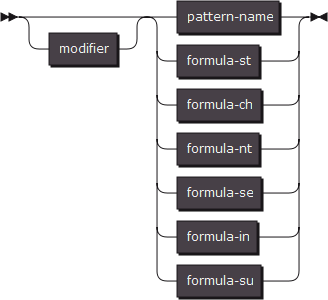 pattern-name
modifier
formula-st
formula-ch
formula-nt
formula-se
formula-in
formula-su